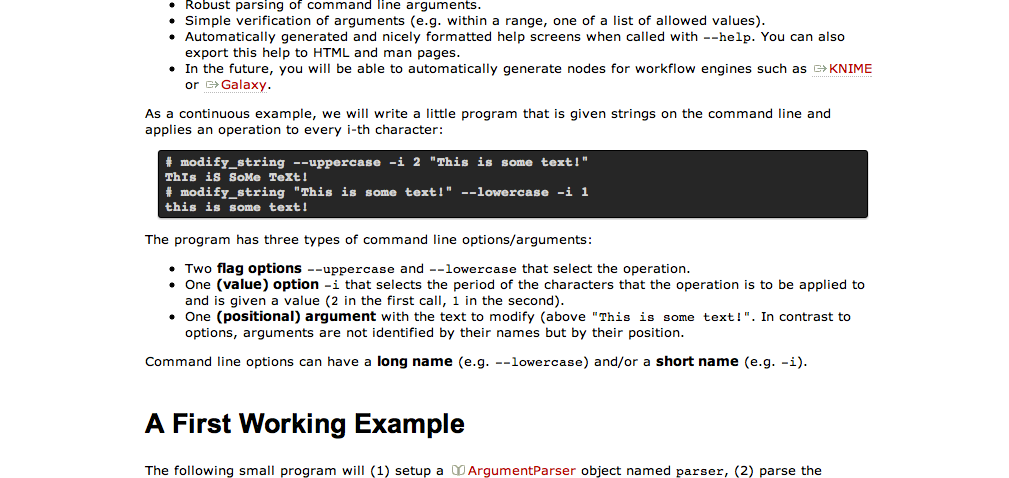 • Robust parsing of command line arguments.
• Simple verification of arguments (e.g. within a range, one of a list of allowed values).
• Automatically generated and nicely formatted help screens when called with --help. You can also
export this help to HTML and man pages.
• In the future, you will be able to automatically generate nodes for workflow engines such as KNIME
or Galaxy.
As a continuous example, we will write a little program that is given strings on the command line and
applies an operation to every i-th character:
# modify_string --uppercase -i 2 "This is some text!"
ThIs iS SoMe TeXt!
# modify_string "This is some text!" --lowercase -i 1
this is some text!
The program has three types of command line options/arguments:
• Two flag options --uppercase and --lowercase that select the operation.
• One (value) option -i that selects the period of the characters that the operation is to be applied to
and is given a value (2 in the first call, 1 in the second).
• One (positional) argument with the text to modify (above "This is some text!". In contrast to
options, arguments are not identified by their names but by their position.
Command line options can have a long name (e.g. --lowercase) and/or a short name (e.g. -i).
A First Working Example
The following small program will (1) setup a ArgumentParser object named parser, (2) parse the